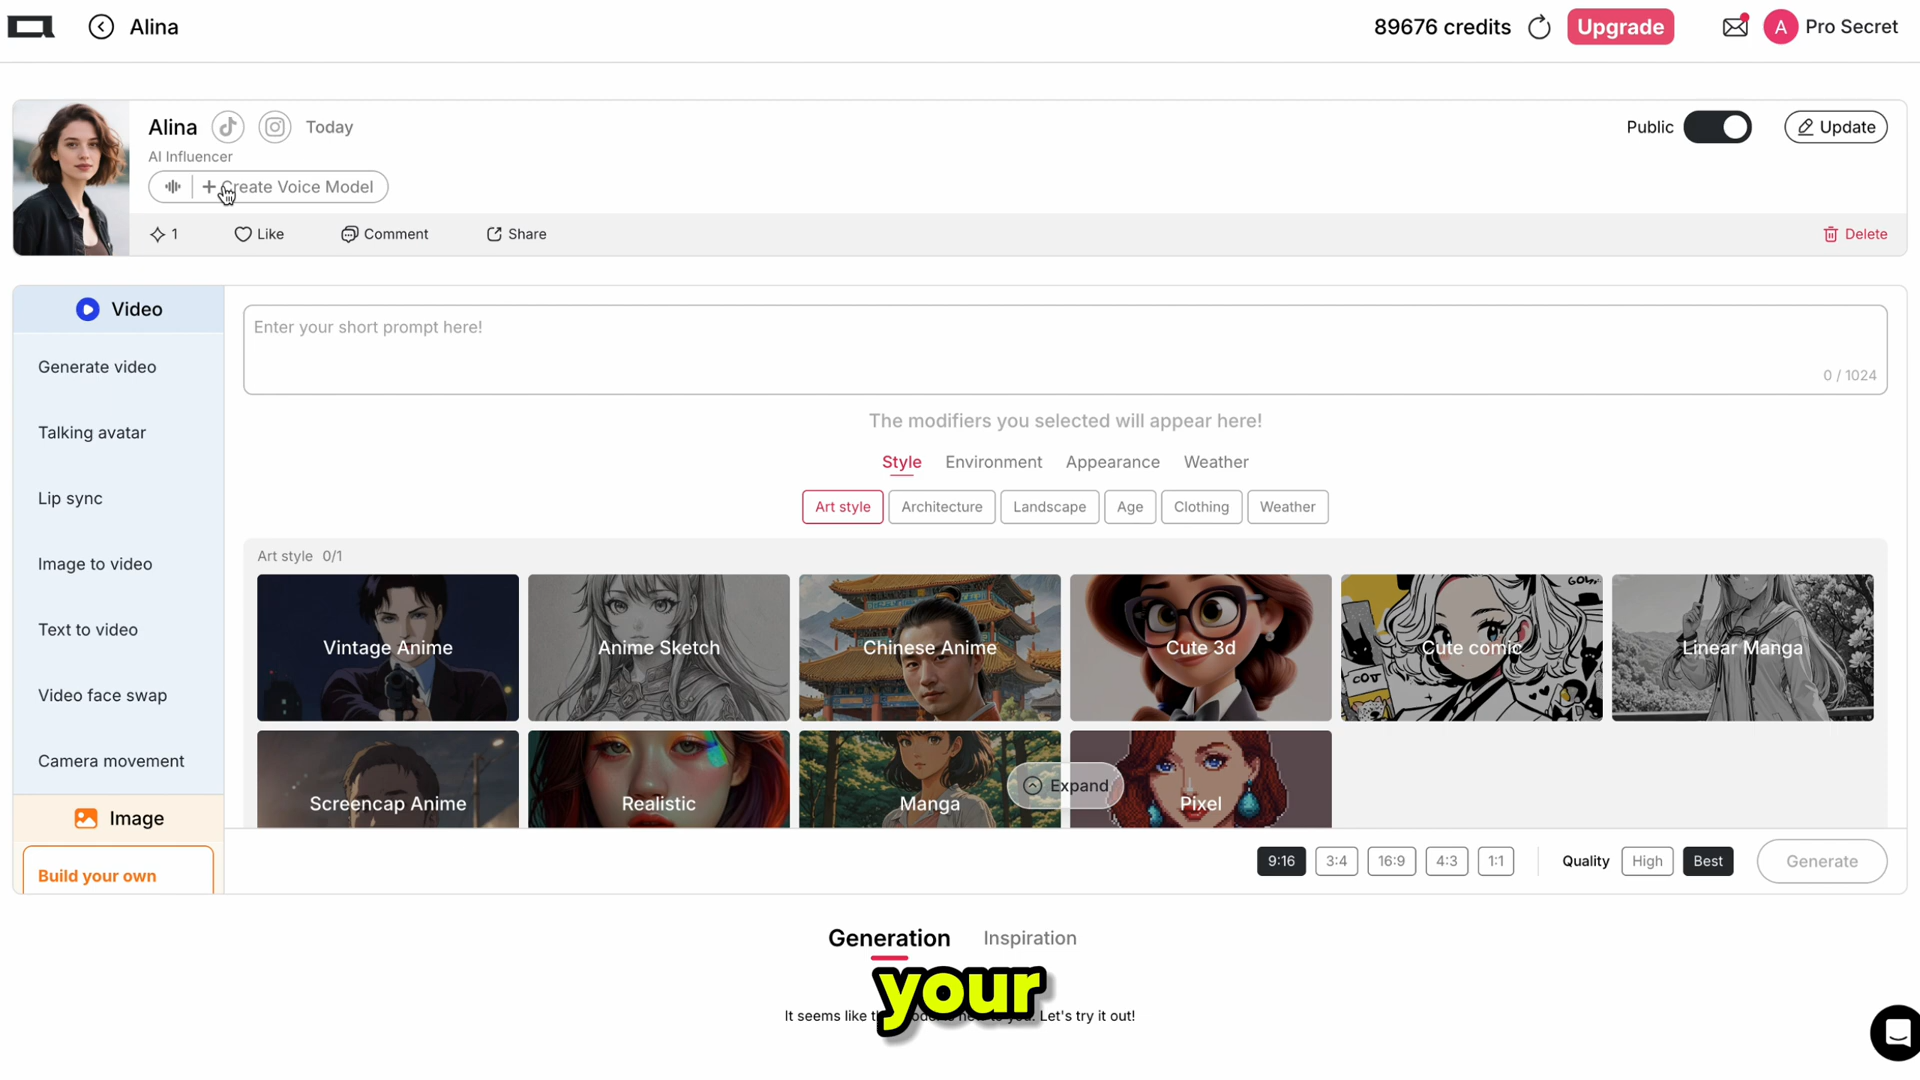 Alina
89676 credits
Upgrade
A
Pro Secret
Alina
Today
AI Influencer
Create Voice Model
Public
Update
1
Like
Comment
Share
Delete
Video
Generate video
Talking avatar
Lip sync
Image to video
Text to video
Video face swap
Camera movement
Image
Build your own
Enter your short prompt here!
0 / 1024
The modifiers you selected will appear here!
Style Environment Appearance Weather
Art style Architecture Landscape Age Clothing Weather
Art style 0/1
Vintage Anime
Anime Sketch
Chinese Anime
Cute 3d
Cute comic
Linear Manga
Screencap Anime
Realistic
Manga
Pixel
Expand
9:16 3:4 16:9 4:3 1:1
Quality High Best
Generate
Generation Inspiration
your
It seems like you. Let's try it out!